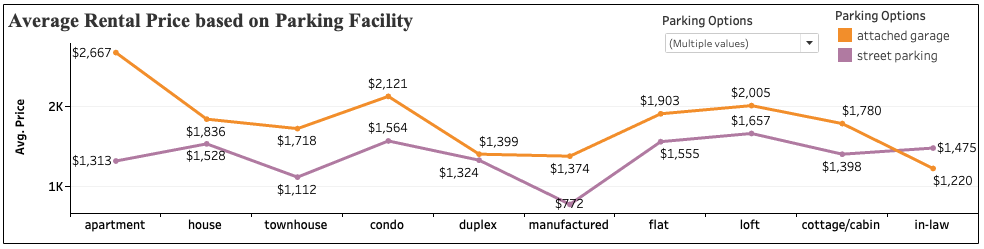 Average Rental Price based on Parking Facility
Parking Options
(Multiple values)
Parking Options
attached garage
street parking
Avg. Price
2K
1K
$2,667
$1,836
$1,718
$2,121
$1,399
$1,374
$1,903
$2,005
$1,780
$1,220
$1,313
$1,528
$1,112
$1,564
$1,324
$772
$1,555
$1,657
$1,398
$1,475
apartment
house
townhouse
condo
duplex
manufactured
flat
loft
cottage/cabin
in-law